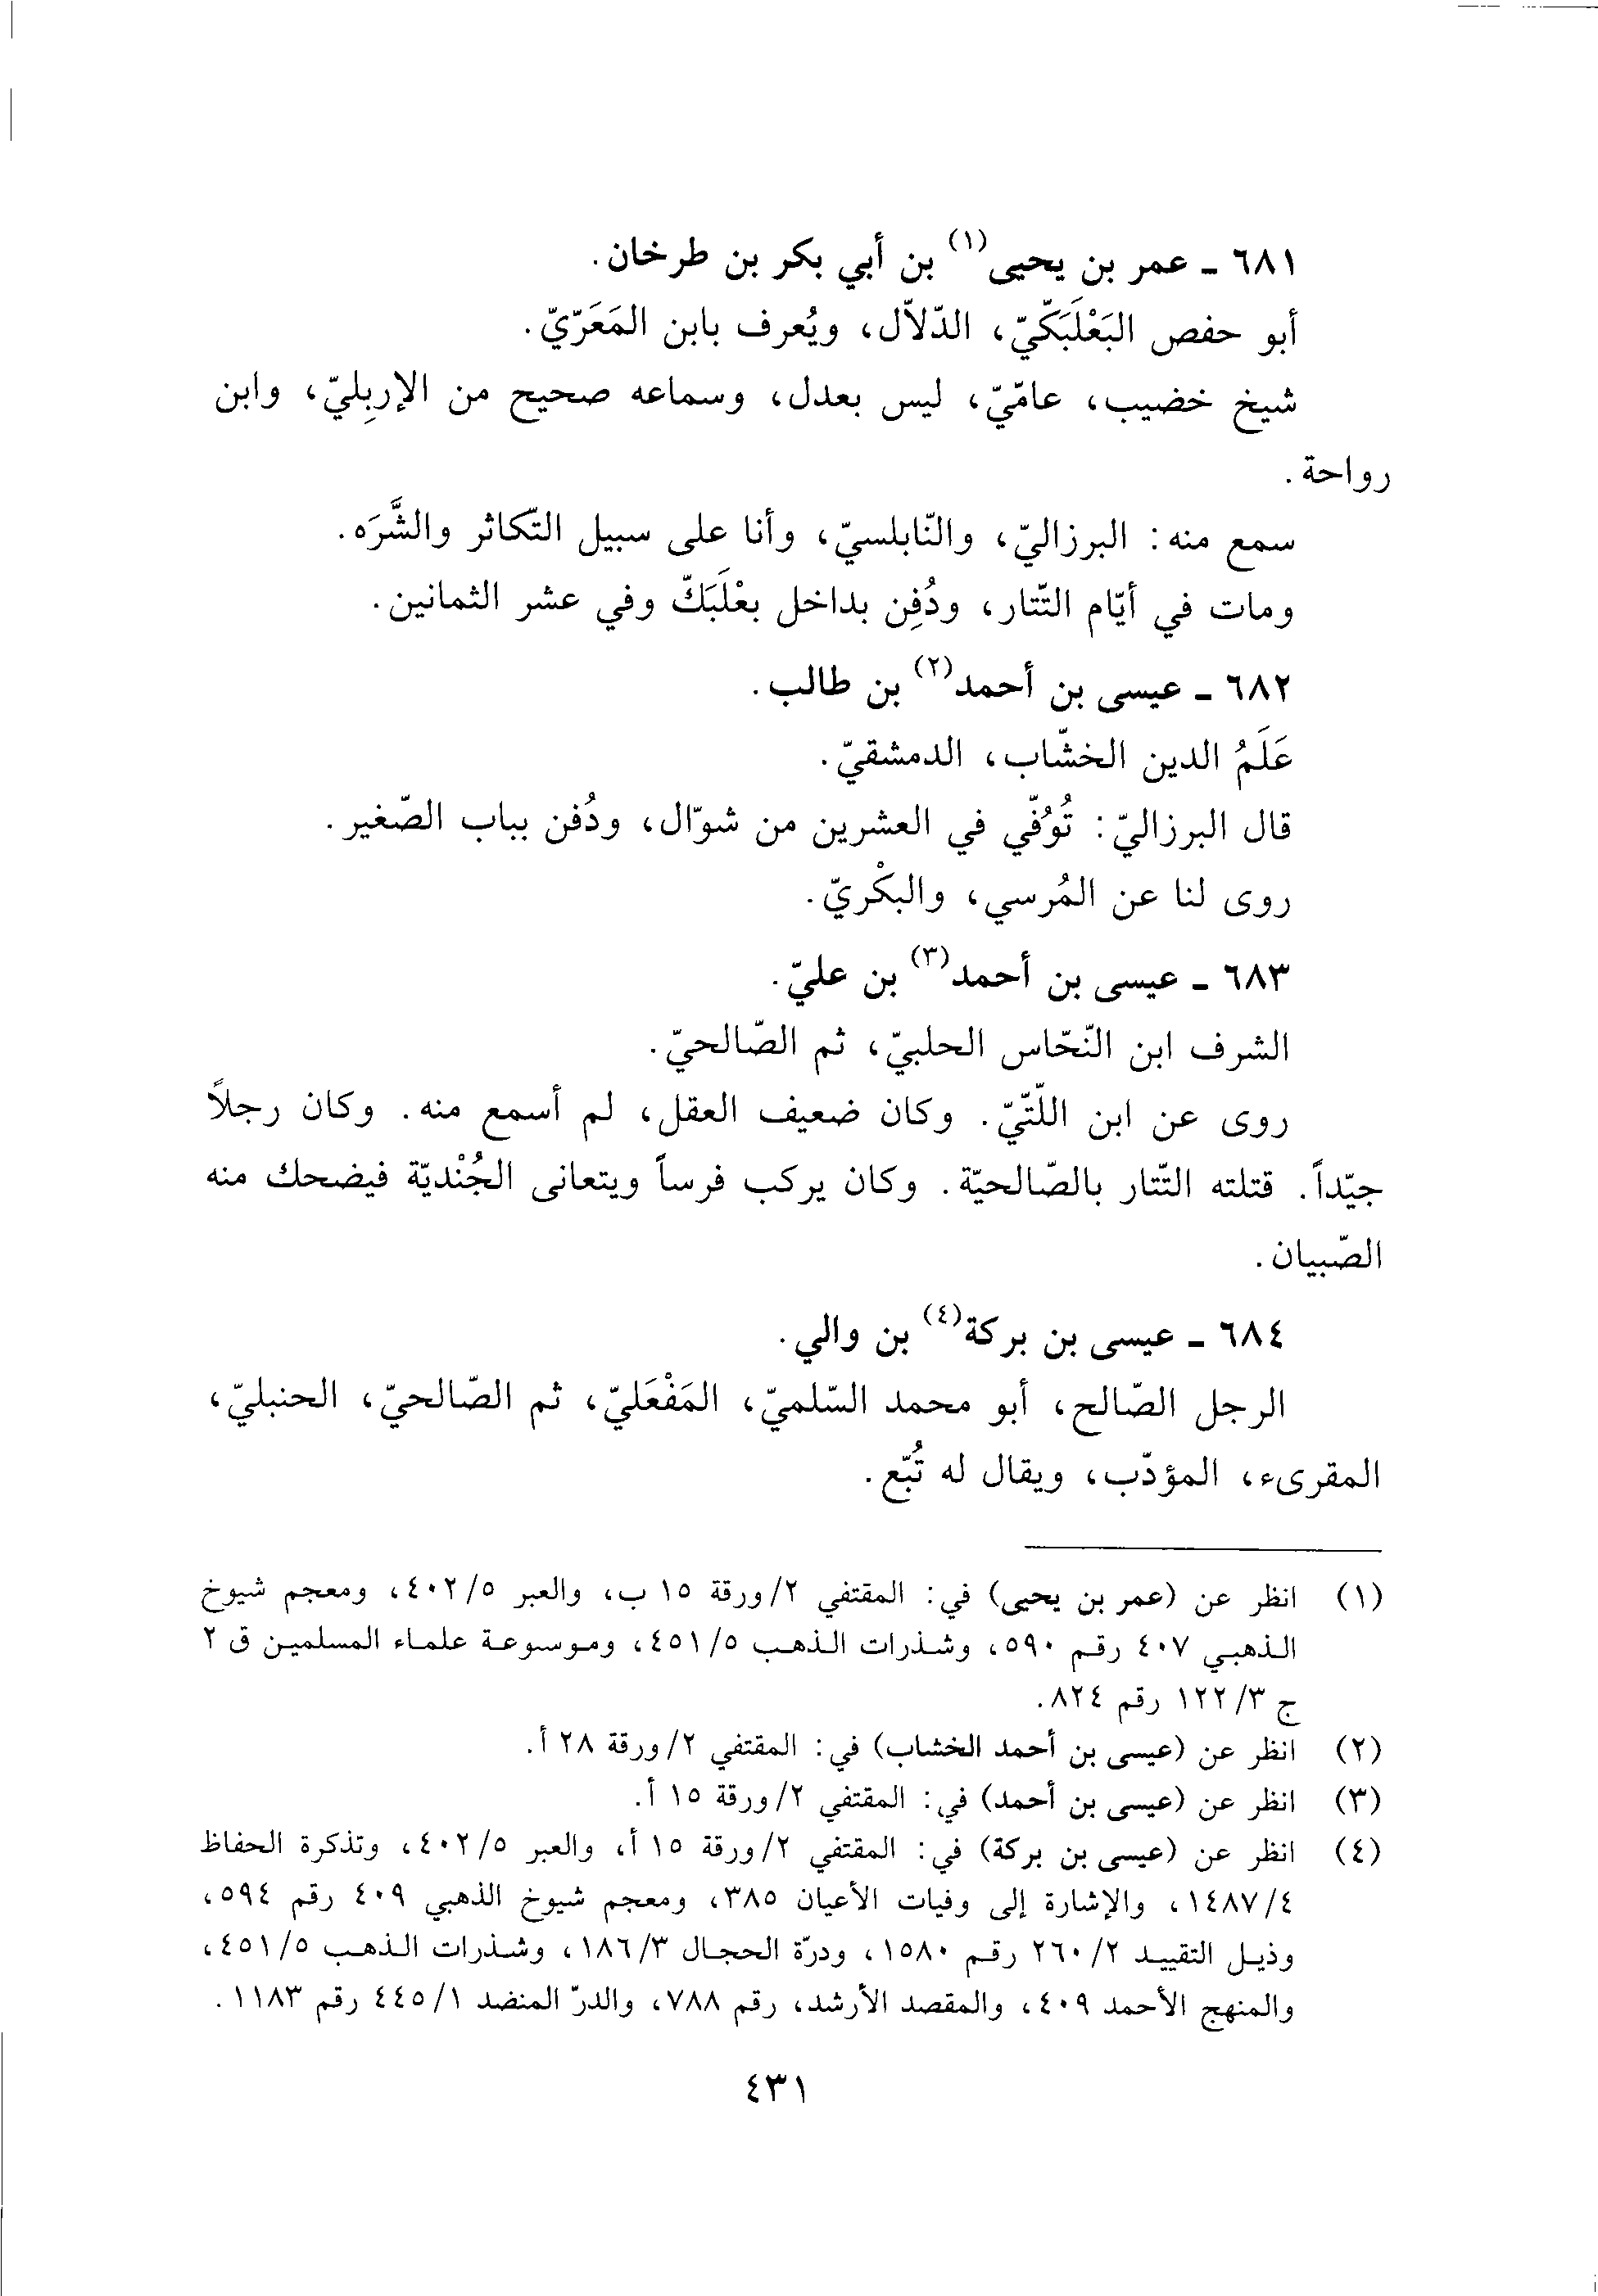 ٦٨١ ـ عمر بن يحيى(١) بن أبي بكر بن طرخان.
أبو حفص البَعْلَبَكّيّ، الدّلاّل، ويُعرف بابن المَعَرّيّ.
شيخ خضيب، عامّيّ، ليس بعدل، وسماعه صحيح من الإربِليّ، وابن
رواحة.
سمع منه: البرزاليّ، والنّابلسيّ، وأنا على سبيل التّكاثر والشَّرَه.
ومات في أيّام التّتار، ودُفِن بداخل بعْلَبَكّ وفي عشر الثمانين.
٦٨٢ ـ عيسى بن أحمد(٢) بن طالب.
عَلَمُ الدين الخشّاب، الدمشقيّ.
قال البرزاليّ: تُوُفّي في العشرين من شوّال، ودُفن بباب الصّغير.
روى لنا عن المُرسي، والبكْريّ.
٦٨٣ ـ عيسى بن أحمد(٣) بن عليّ.
الشرف ابن النّحّاس الحلبيّ، ثم الصّالحيّ.
روى عن ابن اللّتّيّ. وكان ضعيف العقل، لم أسمع منه. وكان رجلاً
جيّداً. قتلته التّتار بالصّالحيّة. وكان يركب فرساً ويتعانى الجُنْديّة فيضحك منه
الصّبيان.
٦٨٤ ـ عيسى بن بركة(٤) بن والي.
الرجل الصّالح، أبو محمد السّلميّ، المَفْعَليّ، ثم الصّالحيّ، الحنبليّ،
المقرىء، المؤدّب، ويقال له تُبّع.
(١) انظر عن (عمر بن يحيى) في: المقتفي ٢/ورقة ١٥ ب، والعبر ٤٠٢/٥، ومعجم شيوخ
الذهبي ٤٠٧ رقم ٥٩٠، وشذرات الذهب ٤٥١/٥، وموسوعة علماء المسلمين ق ٢
ج ١٢٢/٣ رقم ٨٢٤.
(٢) انظر عن (عيسى بن أحمد الخشاب) في: المقتفي ٢/ورقة ٢٨ أ.
(٣) انظر عن (عيسى بن أحمد) في: المقتفي ٢/ورقة ١٥ أ.
(٤) انظر عن (عيسى بن بركة) في: المقتفي ٢/ورقة ١٥ أ، والعبر ٤٠٢/٥، وتذكرة الحفاظ
١٤٨٧/٤، والإشارة إلى وفيات الأعيان ٣٨٥، ومعجم شيوخ الذهبي ٤٠٩ رقم ٥٩٤،
وذيل التقييد ٢٦٠/٢ رقم ١٥٨٠، ودرّة الحجال ١٨٦/٣، وشذرات الذهب ٤٥١/٥،
والمنهج الأحمد ٤٠٩، والمقصد الأرشد، رقم ٧٨٨، والدرّ المنضد ٤٤٥/١ رقم ١١٨٣.
٤٣١